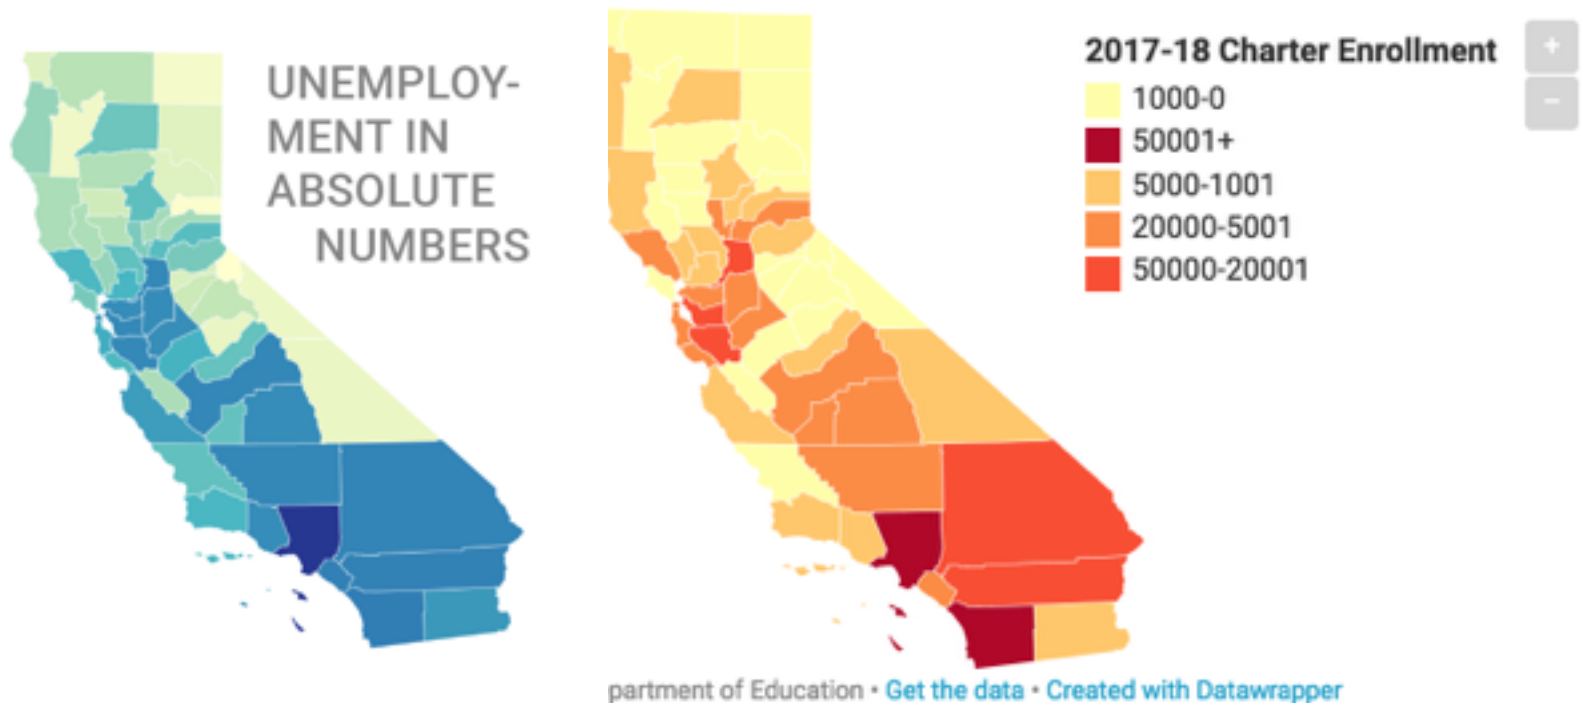 UNEMPLOY-
MENT IN
ABSOLUTE
NUMBERS
2017-18 Charter Enrollment
1000-0
50001+
5000-1001
20000-5001
50000-20001
+
−
partment of Education • Get the data • Created with Datawrapper